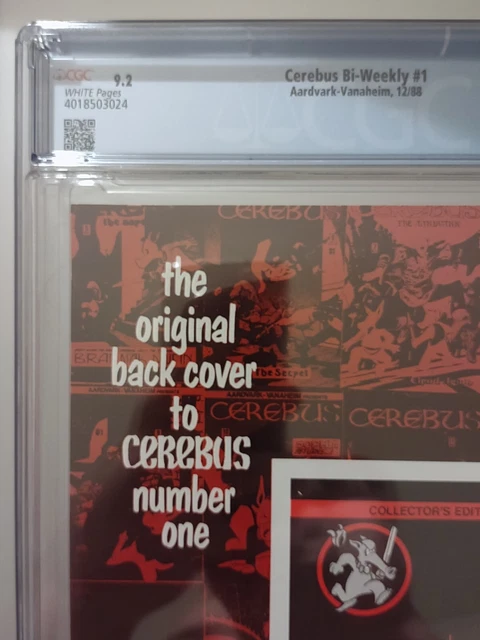 CGC 9.2
Cerebus Bi-Weekly #1
WHITE Pages
Aardvark-Vanaheim, 12/88
4018503024
CEREBUS
the
original
back cover
to
CEREBUS
number
one
The Secret
CEREBUS
CEREBUS
COLLECTOR'S EDIT